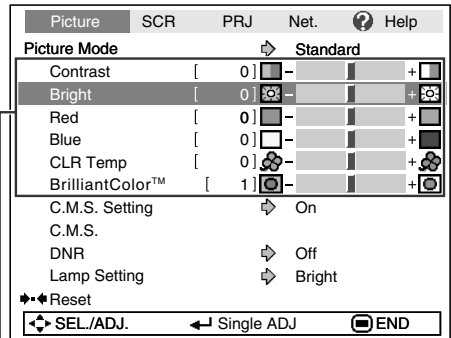 Picture SCR PRJ Net. ? Help
Picture Mode Standard
Contrast [ 0] - +
Bright [ 0] - +
Red [ 0] - +
Blue [ 0] - +
CLR Temp [ 0] - +
BrilliantColor™ [ 1] - +
C.M.S. Setting On
C.M.S.
DNR Off
Lamp Setting Bright
Reset
SEL./ADJ. Single ADJ END